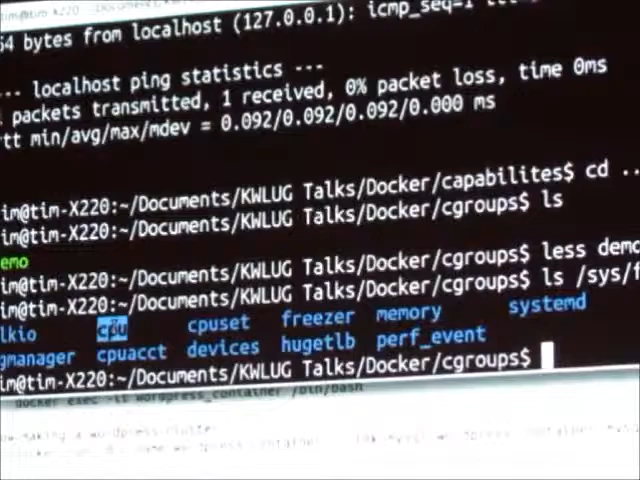 64 bytes from localhost (127.0.0.1): icmp_seq=1
--- localhost ping statistics ---
packets transmitted, 1 received, 0% packet loss, time 0ms
tt min/avg/max/mdev = 0.092/0.092/0.092/0.000 ms
im@tim-X220:~/Documents/KWLUG Talks/Docker/capabilites$ cd ..
im@tim-X220:~/Documents/KWLUG Talks/Docker/cgroups$ ls
emo
im@tim-X220:~/Documents/KWLUG Talks/Docker/cgroups$ less demo
im@tim-X220:~/Documents/KWLUG Talks/Docker/cgroups$ ls /sys/f
lkio cpu cpuset freezer memory systemd
gmanager cpuacct devices hugetlb perf_event
im@tim-X220:~/Documents/KWLUG Talks/Docker/cgroups$
docker exec -it wordpress_container /bin/bash